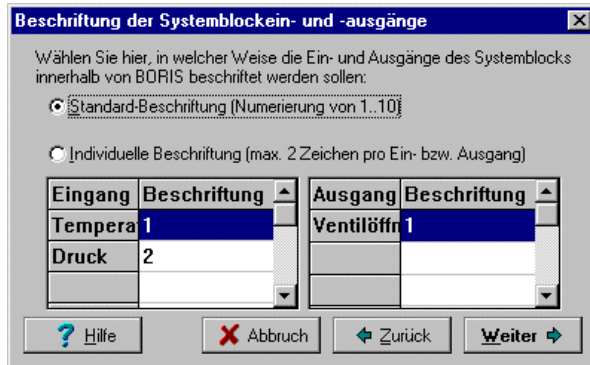 Beschriftung der Systemblockein- und -ausgänge
Wählen Sie hier, in welcher Weise die Ein- und Ausgänge des Systemblocks
innerhalb von BORIS beschriftet werden sollen:
Standard-Beschriftung (Numerierung von 1..10)
Individuelle Beschriftung (max. 2 Zeichen pro Ein- bzw. Ausgang)
Eingang Beschriftung Ausgang Beschriftung
Tempera 1 Ventilöffn 1
Druck 2
? Hilfe Abbruch Zurück Weiter